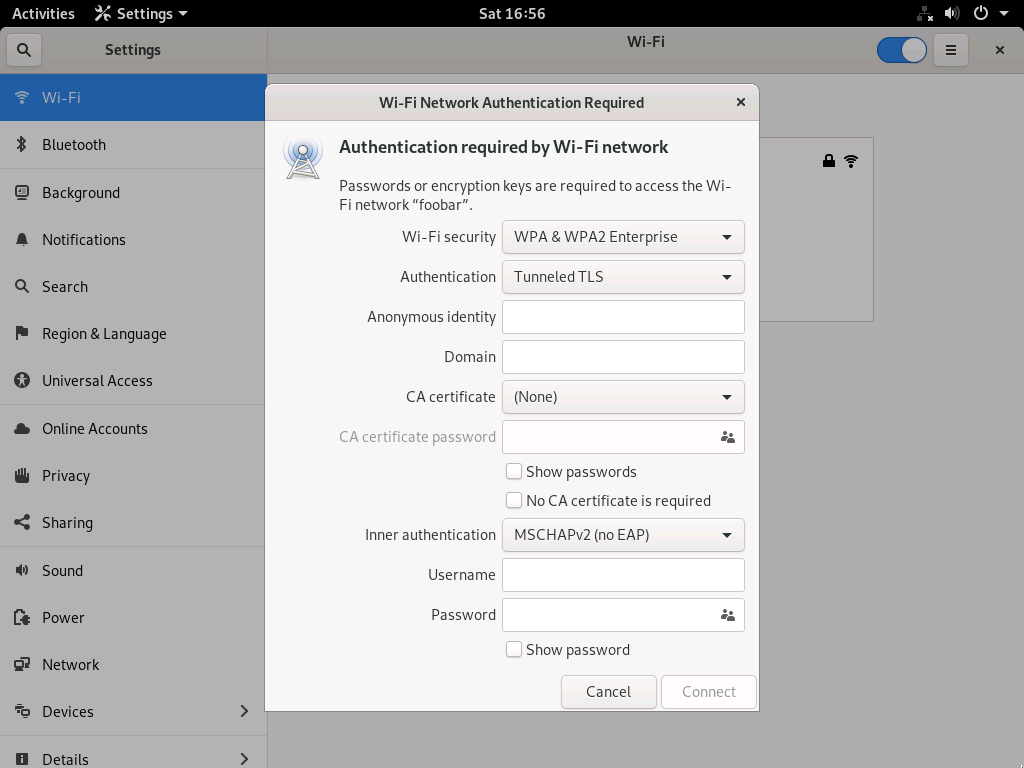 Activities
Settings
Sat 16:56
Settings
Wi-Fi
Wi-Fi
Bluetooth
Background
Notifications
Search
Region & Language
Universal Access
Online Accounts
Privacy
Sharing
Sound
Power
Network
Devices
Details
Wi-Fi Network Authentication Required
Authentication required by Wi-Fi network
Passwords or encryption keys are required to access the Wi-
Fi network “foobar”.
Wi-Fi security WPA & WPA2 Enterprise
Authentication Tunneled TLS
Anonymous identity
Domain
CA certificate (None)
CA certificate password
Show passwords
No CA certificate is required
Inner authentication MSCHAPv2 (no EAP)
Username
Password
Show password
Cancel
Connect